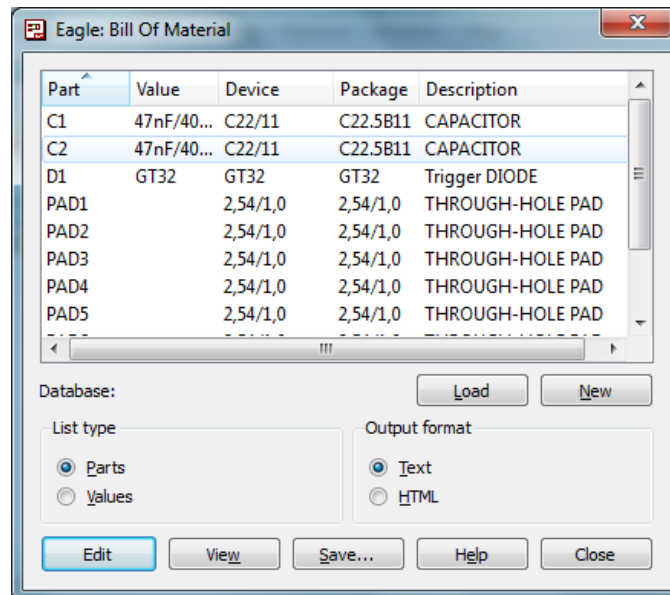 Eagle: Bill Of Material
Part Value Device Package Description
C1 47nF/40... C22/11 C22.5B11 CAPACITOR
C2 47nF/40... C22/11 C22.5B11 CAPACITOR
D1 GT32 GT32 GT32 Trigger DIODE
PAD1 2,54/1,0 2,54/1,0 THROUGH-HOLE PAD
PAD2 2,54/1,0 2,54/1,0 THROUGH-HOLE PAD
PAD3 2,54/1,0 2,54/1,0 THROUGH-HOLE PAD
PAD4 2,54/1,0 2,54/1,0 THROUGH-HOLE PAD
PAD5 2,54/1,0 2,54/1,0 THROUGH-HOLE PAD
Database: Load New
List type Output format
Parts Text
Values HTML
Edit View Save... Help Close